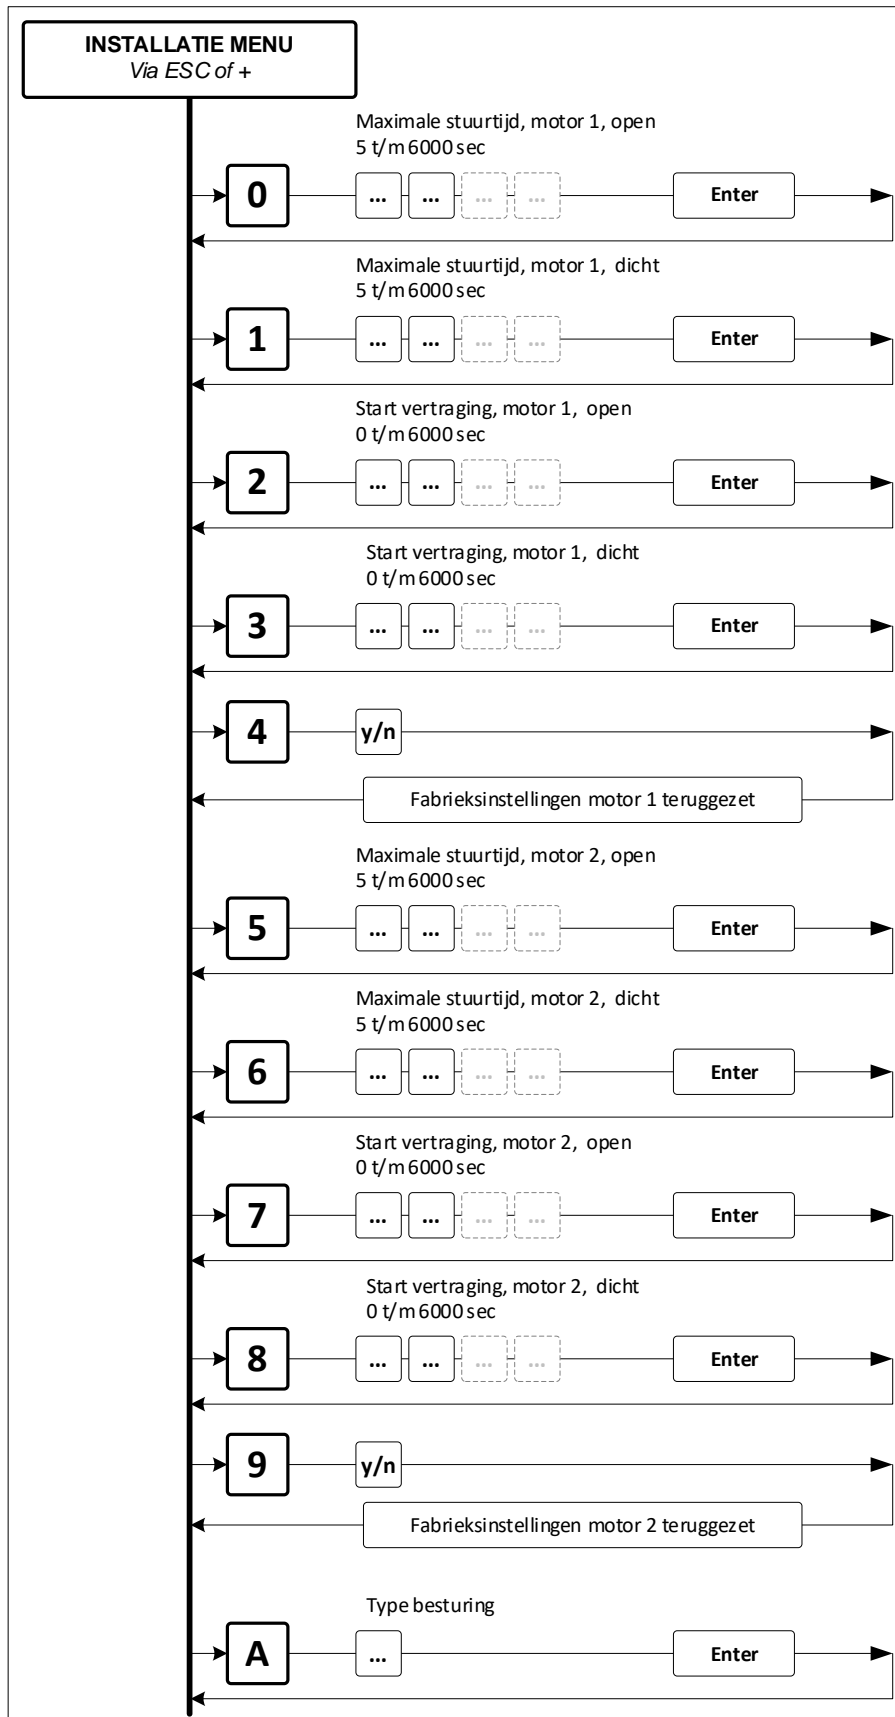 INSTALLATIE MENU
Via ESC of +
Maximale stuurtijd, motor 1, open
5 t/m 6000 sec
0 ... ... ... ... Enter
Maximale stuurtijd, motor 1, dicht
5 t/m 6000 sec
1 ... ... ... ... Enter
Start vertraging, motor 1, open
0 t/m 6000 sec
2 ... ... ... ... Enter
Start vertraging, motor 1, dicht
0 t/m 6000 sec
3 ... ... ... ... Enter
4 y/n
Fabrieksinstellingen motor 1 teruggezet
Maximale stuurtijd, motor 2, open
5 t/m 6000 sec
5 ... ... ... ... Enter
Maximale stuurtijd, motor 2, dicht
5 t/m 6000 sec
6 ... ... ... ... Enter
Start vertraging, motor 2, open
0 t/m 6000 sec
7 ... ... ... ... Enter
Start vertraging, motor 2, dicht
0 t/m 6000 sec
8 ... ... ... ... Enter
9 y/n
Fabrieksinstellingen motor 2 teruggezet
Type besturing
A ... Enter